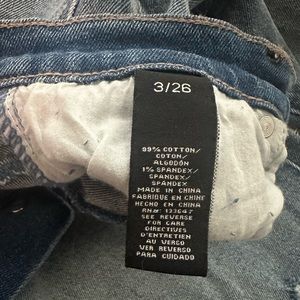 3/26
99% COTTON/
COTON/
ALGODÓN
1% SPANDEX/
SPANDEX/
SPANDEX
MADE IN CHINA
FABRIQUE EN CHINE
HECHO EN CHINA
RN#: 123647
SEE REVERSE
FOR CARE
DIRECTIVES
D'ENTRETIEN
AU VERSO
VER REVERSO
PARA CUIDADO